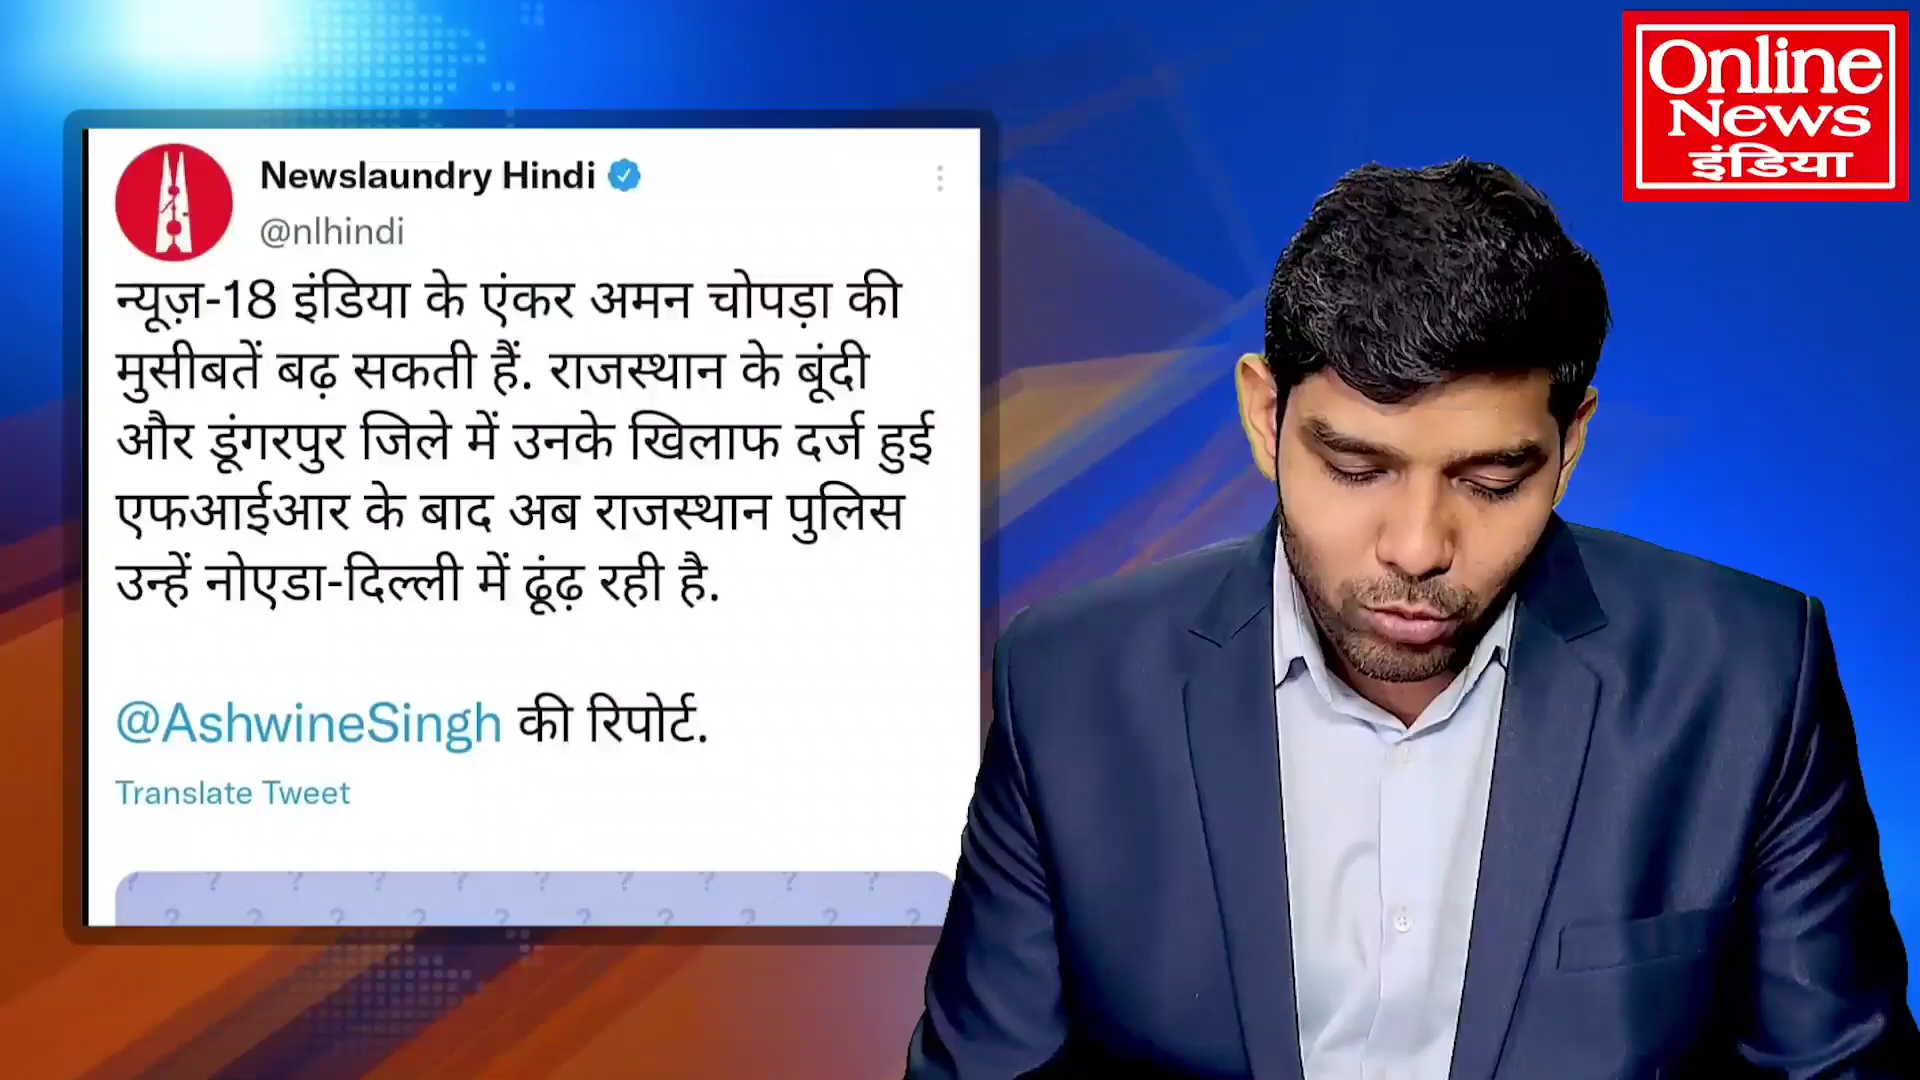 Online
News
इंडिया
Newslaundry Hindi
@nlhindi
न्यूज़-18 इंडिया के एंकर अमन चोपड़ा की
मुसीबतें बढ़ सकती हैं. राजस्थान के बूंदी
और डूंगरपुर जिले में उनके खिलाफ दर्ज हुई
एफआईआर के बाद अब राजस्थान पुलिस
उन्हें नोएडा-दिल्ली में ढूंढ़ रही है.
@AshwineSingh की रिपोर्ट.
Translate Tweet
? ? ? ? ? ? ? ? ? ?
? ? ? ? ? ? ? ? ? ?